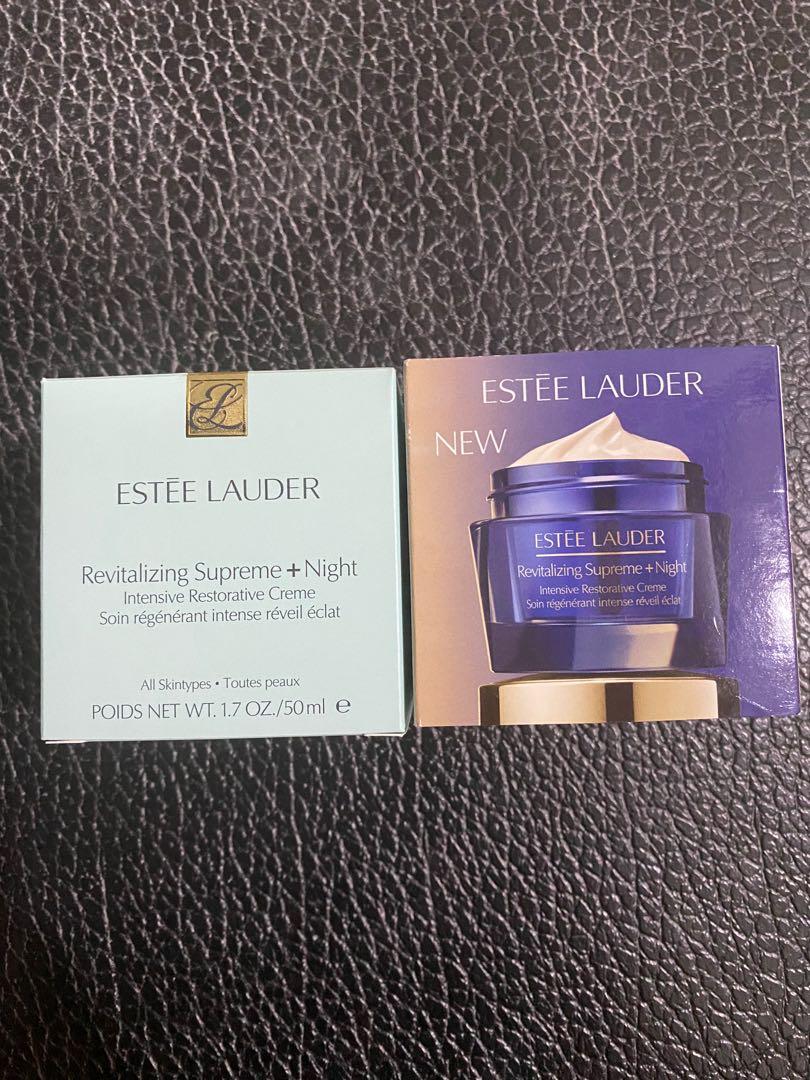 EL
ESTĒE LAUDER
Revitalizing Supreme+Night
Intensive Restorative Creme
Soin régénérant intense réveil éclat
All Skintypes • Toutes peaux
POIDS NET WT. 1.7 OZ./50 ml ℮
ESTĒE LAUDER
NEW
ESTĒE LAUDER
Revitalizing Supreme+Night
Intensive Restorative Creme
Soin régénérant intense réveil éclat